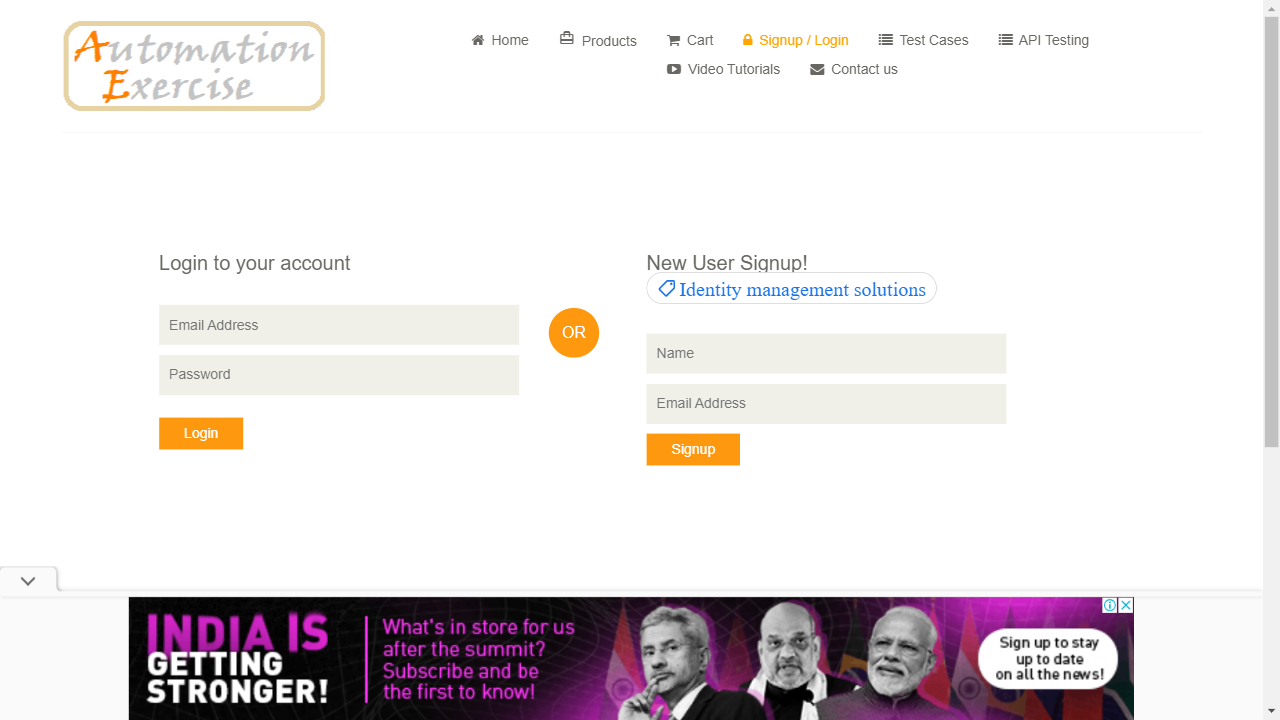 Automation
Exercise
Home
Products
Cart
Signup / Login
Test Cases
API Testing
Video Tutorials
Contact us
Login to your account
Email Address
Password
Login
OR
New User Signup!
Identity management solutions
Name
Email Address
Signup
INDIA IS
GETTING
STRONGER!
What's in store for us
after the summit?
Subscribe and be
the first to know!
Sign up to stay
up to date
on all the news!